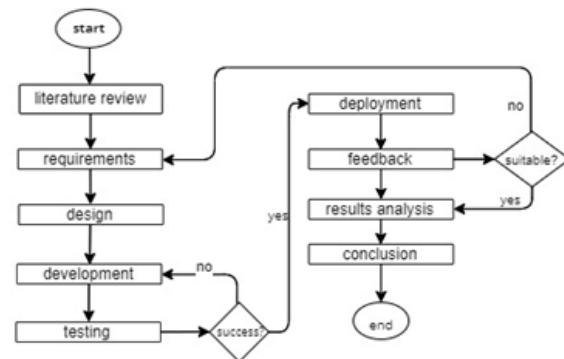 start
literature review
requirements
design
development
no
testing
success?
yes
deployment
feedback
suitable?
no
yes
results analysis
conclusion
end